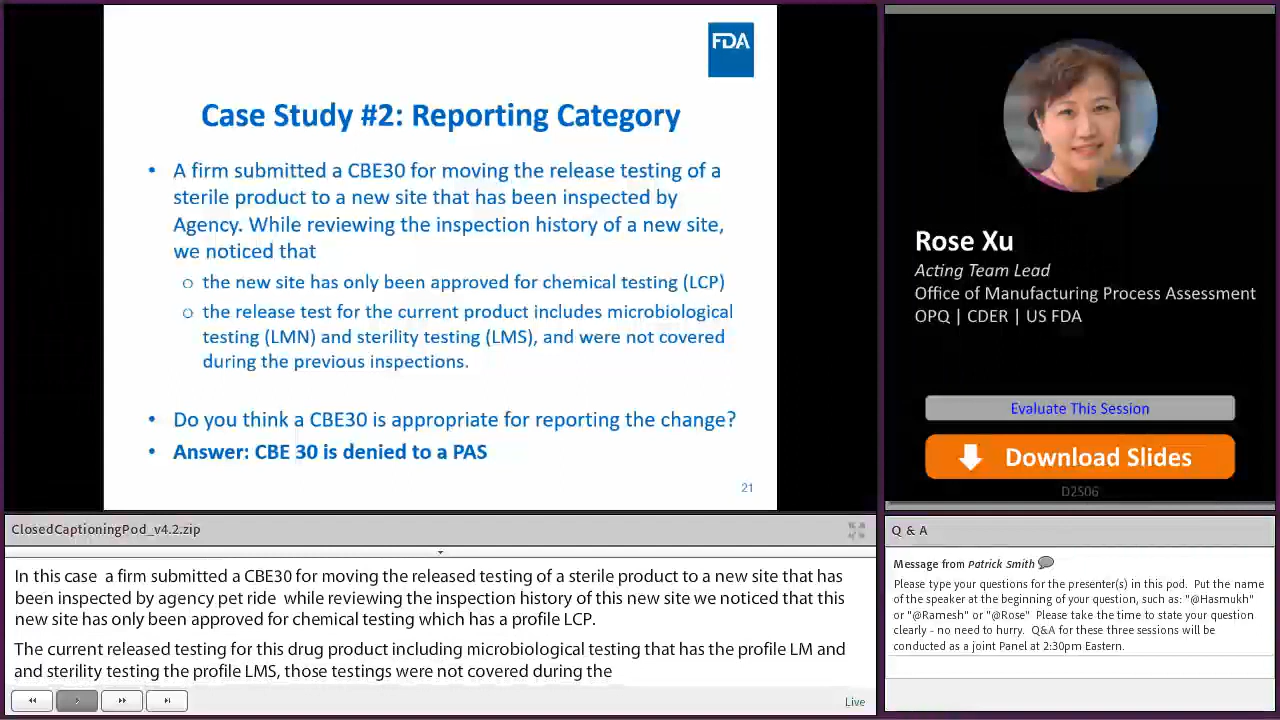 FDA
Case Study #2: Reporting Category
• A firm submitted a CBE30 for moving the release testing of a
sterile product to a new site that has been inspected by
Agency. While reviewing the inspection history of a new site,
we noticed that
o the new site has only been approved for chemical testing (LCP)
o the release test for the current product includes microbiological
testing (LMN) and sterility testing (LMS), and were not covered
during the previous inspections.
• Do you think a CBE30 is appropriate for reporting the change?
• Answer: CBE 30 is denied to a PAS
21
Rose Xu
Acting Team Lead
Office of Manufacturing Process Assessment
OPQ | CDER | US FDA
Evaluate This Session
Download Slides
D2S06
ClosedCaptioningPod_v4.2.zip
In this case a firm submitted a CBE30 for moving the released testing of a sterile product to a new site that has
been inspected by agency pet ride while reviewing the inspection history of this new site we noticed that this
new site has only been approved for chemical testing which has a profile LCP.
The current released testing for this drug product including microbiological testing that has the profile LM and
and sterility testing the profile LMS, those testings were not covered during the
Live
Q & A
Message from Patrick Smith
Please type your questions for the presenter(s) in this pod. Put the name
of the speaker at the beginning of your question, such as: "@Hasmukh"
or "@Ramesh" or "@Rose" Please take the time to state your question
clearly - no need to hurry. Q&A for these three sessions will be
conducted as a joint Panel at 2:30pm Eastern.